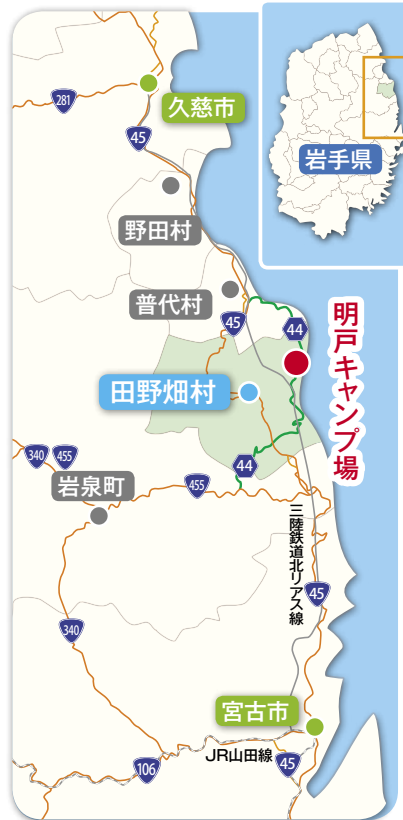 281
久慈市
45
岩手県
野田村
普代村
45
44
明戸キャンプ場
田野畑村
340
455
44
岩泉町
455
三陸鉄道北リアス線
45
340
宮古市
JR山田線
45
106